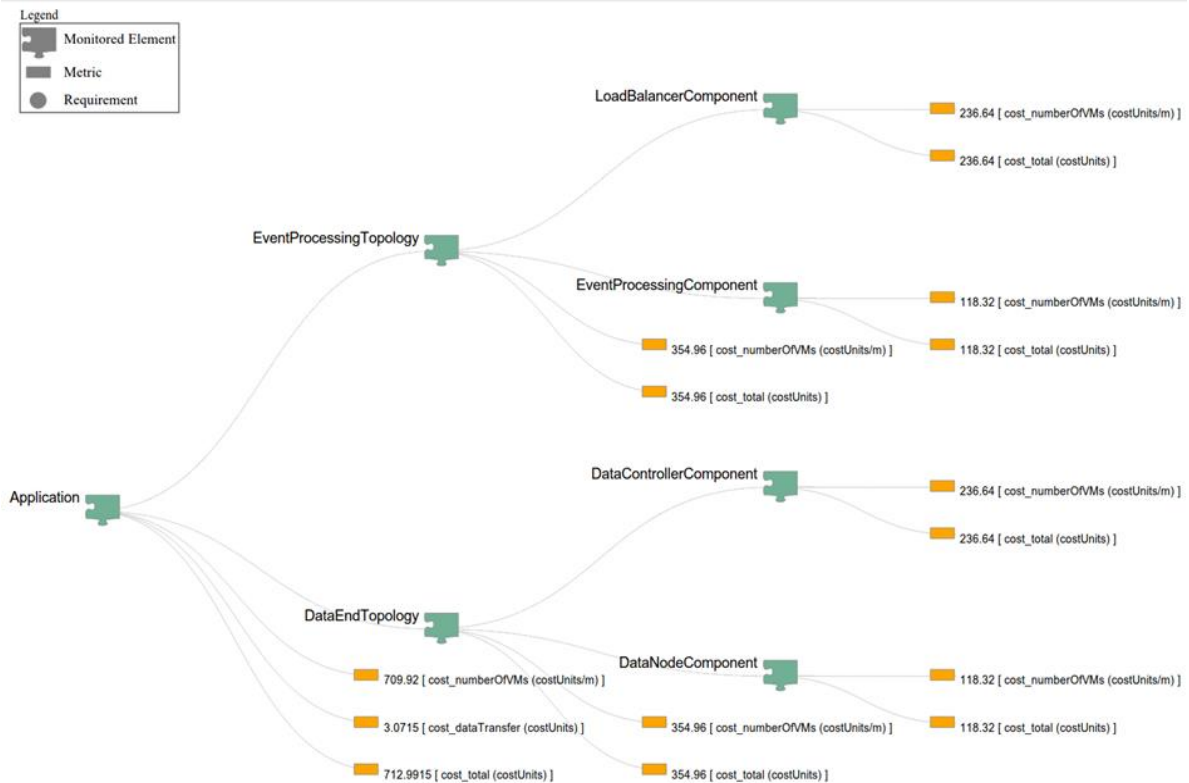 Legend
Monitored Element
Metric
Requirement
LoadBalancerComponent
236.64 [ cost_numberOfVMs (costUnits/m) ]
236.64 [ cost_total (costUnits) ]
EventProcessingTopology
EventProcessingComponent
118.32 [ cost_numberOfVMs (costUnits/m) ]
354.96 [ cost_numberOfVMs (costUnits/m) ]
118.32 [ cost_total (costUnits) ]
354.96 [ cost_total (costUnits) ]
DataControllerComponent
236.64 [ cost_numberOfVMs (costUnits/m) ]
Application
236.64 [ cost_total (costUnits) ]
DataEndTopology
DataNodeComponent
709.92 [ cost_numberOfVMs (costUnits/m) ]
118.32 [ cost_numberOfVMs (costUnits/m) ]
3.0715 [ cost_dataTransfer (costUnits) ]
354.96 [ cost_numberOfVMs (costUnits/m) ]
118.32 [ cost_total (costUnits) ]
712.9915 [ cost_total (costUnits) ]
354.96 [ cost_total (costUnits) ]